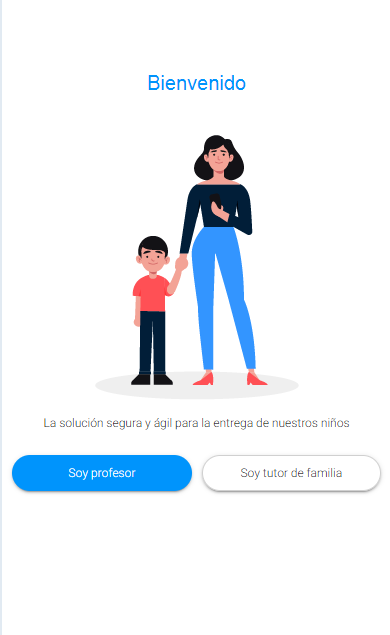 Bienvenido
La solución segura y ágil para la entrega de nuestros niños
Soy profesor
Soy tutor de familia